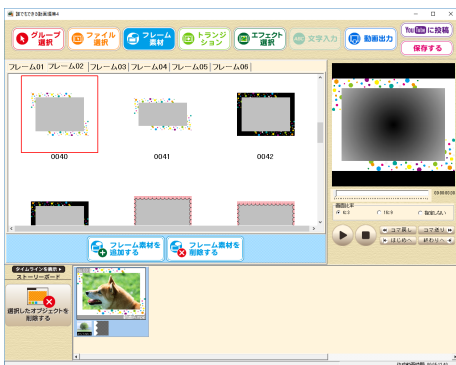 誰でもできる動画編集4
グループ
選択
ファイル
選択
フレーム
素材
トランジ
ション
エフェクト
選択
ABC
文字入力
動画出力
YouTubeに投稿
保存する
フレーム01 フレーム02 フレーム03 フレーム04 フレーム05 フレーム06
0040 0041 0042
画面比率
16:9
指定しない
コマ戻し コマ送り
はじめへ 終わりへ
フレーム素材を
追加する
フレーム素材を
削除する
タイムラインを表示
ストーリーボード
選択したオブジェクトを
削除する